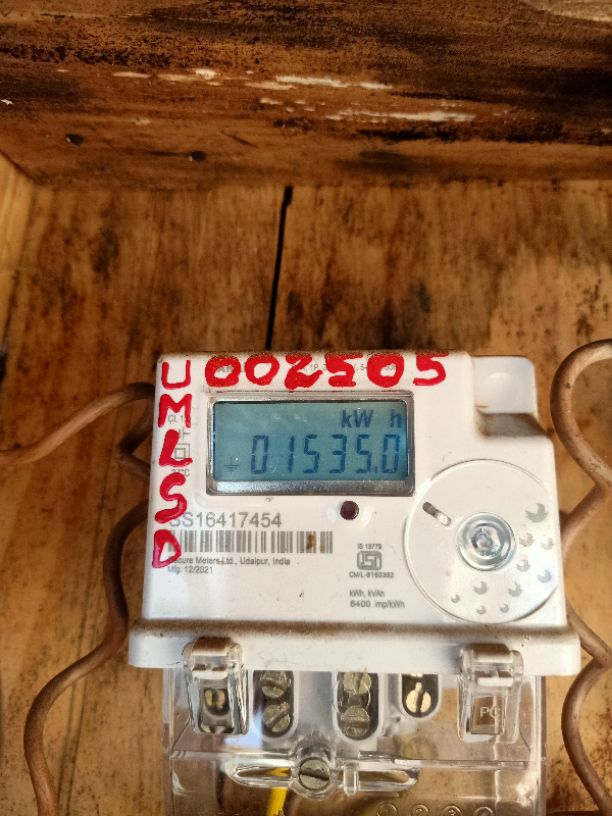 002505
UMLSD
kW h
01535.0
SS16417454
Secure Meters Ltd., Udaipur, India
Mfg. 12/2021
IS 13779
ISI
CM/L-8160382
kWh, kVAh
6400 imp/kWh